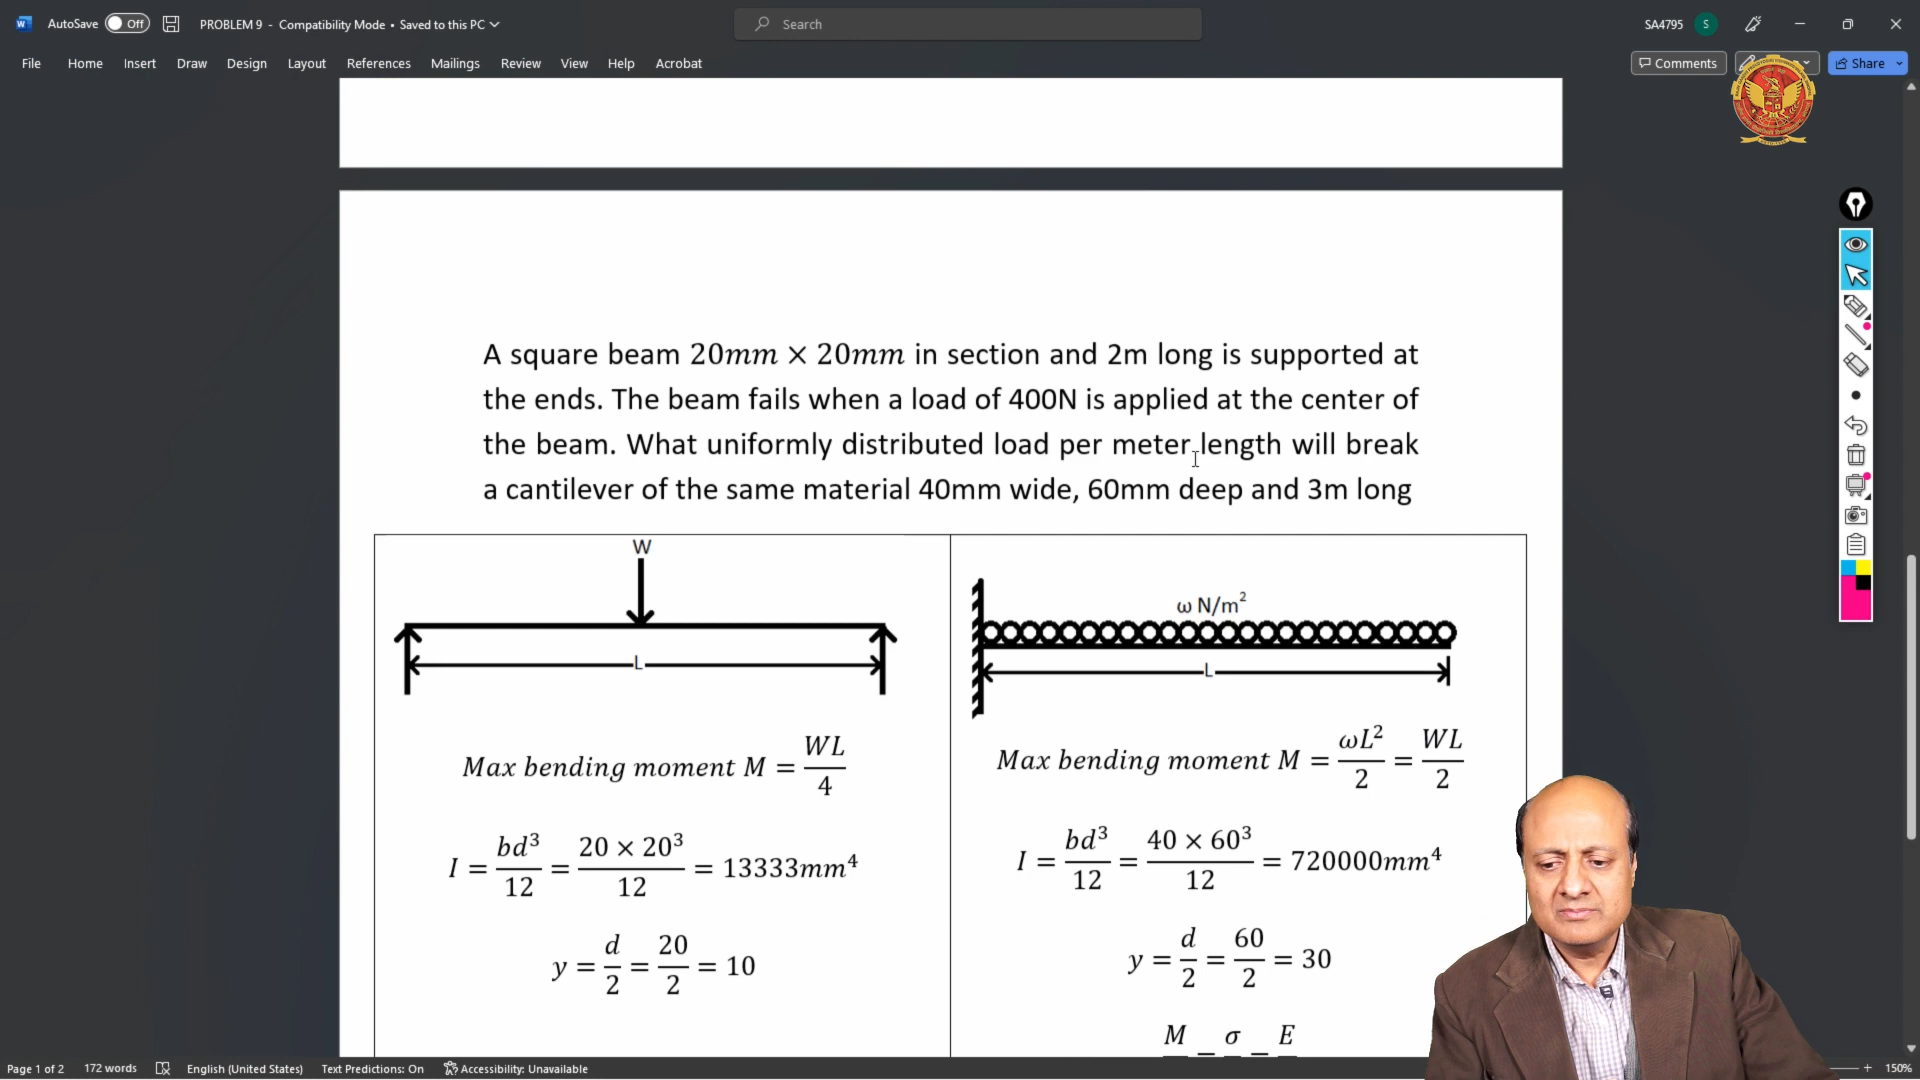 AutoSave Off PROBLEM 9 - Compatibility Mode • Saved to this PC Search SA4795 S
File Home Insert Draw Design Layout References Mailings Review View Help Acrobat Comments Share
A square beam 20mm × 20mm in section and 2m long is supported at
the ends. The beam fails when a load of 400N is applied at the center of
the beam. What uniformly distributed load per meter length will break
a cantilever of the same material 40mm wide, 60mm deep and 3m long
W
L
Max bending moment M = WL/4
I = bd³/12 = 20 × 20³/12 = 13333mm⁴
y = d/2 = 20/2 = 10
ω N/m²
L
Max bending moment M = ωL²/2 = WL/2
I = bd³/12 = 40 × 60³/12 = 720000mm⁴
y = d/2 = 60/2 = 30
M = σ = E
Page 1 of 2 172 words English (United States) Text Predictions: On Accessibility: Unavailable 150%